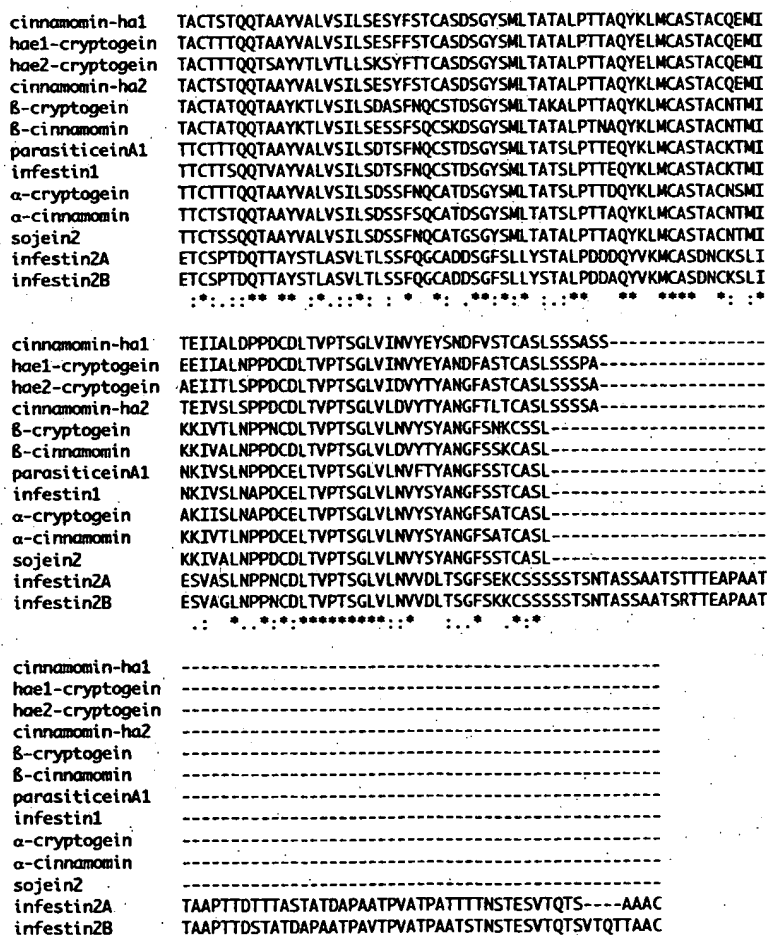 cinnamomin-ha1 TACTSTQQTAAYVALVSILSESYFSTCASDSGYSMLTATALPTTAQYKLMCASTACQEMI
hae1-cryptogein TACTTTQQTAAYVALVSILSESFFSTCASDSGYSMLTATALPTTAQYELMCASTACQEMI
hae2-cryptogein TACTTTQQTSAYVTLVTLLSKSYFTTCASDSGYSMLTATALPTTAQYELMCASTACQEMI
cinnamomin-ha2 TACTSTQQTAAYVALVSILSESYFSTCASDSGYSMLTATALPTTAQYKLMCASTACQEMI
ß-cryptogein TACTATQQTAAYKTLVSILSDASFNQCSTDSGYSMLTAKALPTTAQYKLMCASTACNTMI
ß-cinnamomin TACTATQQTAAYKTLVSILSESSFSQCSKDSGYSMLTATALPTNAQYKLMCASTACNTMI
parasiticeinA1 TTCTTTQQTAAYVALVSILSDTSFNQCSTDSGYSMLTATSLPTTEQYKLMCASTACKTMI
infestin1 TTCTTSQQTVAYVALVSILSDTSFNQCSTDSGYSMLTATSLPTTEQYKLMCASTACKTMI
α-cryptogein TTCTTTQQTAAYVALVSILSDSSFNQCATDSGYSMLTATSLPTTDQYKLMCASTACNSMI
α-cinnamomin TTCTSTQQTAAYVALVSILSDSSFSQCATDSGYSMLTATSLPTTAQYKLMCASTACNTMI
sojein2 TTCTSSQQTAAYVALVSILSDSSFNQCATGSGYSMLTATSLPTTAQYKLMCASTACNTMI
infestin2A ETCSPTDQTTAYSTLASVLTLSSFQGCADDSGFSLLYSTALPDDDQYVKMCASDNCKSLI
infestin2B ETCSPTDQTTAYSTLASVLTLSSFQGCADDSGFSLLYSTALPDDAQYVKMCASDNCKSLI
:*:.::** ** :*.::*: : * *: .**:*:* :.:** ** **** *: :*
cinnamomin-ha1 TEIIALDPPDCDLTVPTSGLVINVYEYSNDFVSTCASLSSSASS----------------
hae1-cryptogein EEIIALNPPDCDLTVPTSGLVINVYEYANDFASTCASLSSSPA-----------------
hae2-cryptogein AEIITLSPPDCDLTVPTSGLVIDVYTYANGFASTCASLSSSSA-----------------
cinnamomin-ha2 TEIVSLSPPDCDLTVPTSGLVLDVYTYANGFTLTCASLSSSSA-----------------
ß-cryptogein KKIVTLNPPNCDLTVPTSGLVLNVYSYANGFSNKCSSL----------------------
ß-cinnamomin KKIVALNPPDCDLTVPTSGLVLDVYTYANGFSSKCASL----------------------
parasiticeinA1 NKIVSLNPPDCELTVPTSGLVLNVFTYANGFSSTCASL----------------------
infestin1 NKIVSLNAPDCELTVPTSGLVLNVYSYANGFSSTCASL----------------------
α-cryptogein AKIISLNAPDCELTVPTSGLVLNVYSYANGFSATCASL----------------------
α-cinnamomin KKIVTLNPPDCELTVPTSGLVLNVYSYANGFSATCASL----------------------
sojein2 KKIVALNPPDCDLTVPTSGLVLNVYSYANGFSSTCASL----------------------
infestin2A ESVASLNPPNCDLTVPTSGLVLNVVDLTSGFSEKCSSSSSTSNTASSAATSTTTEAPAAT
infestin2B ESVAGLNPPNCDLTVPTSGLVLNVVDLTSGFSKKCSSSSSTSNTASSAATSRTTEAPAAT
.: *..*:*:*********::* :..* .*:*
cinnamomin-ha1 ------------------------------------------------
hae1-cryptogein ------------------------------------------------
hae2-cryptogein ------------------------------------------------
cinnamomin-ha2 ------------------------------------------------
ß-cryptogein ------------------------------------------------
ß-cinnamomin ------------------------------------------------
parasiticeinA1 ------------------------------------------------
infestin1 ------------------------------------------------
α-cryptogein ------------------------------------------------
α-cinnamomin ------------------------------------------------
sojein2 ------------------------------------------------
infestin2A TAAPTTDTTTASTATDAPAATPVATPATTTTNSTESVTQTS----AAAC
infestin2B TAAPTTDSTATDAPAATPAVTPVATPAATSTNSTESVTQTSVTQTTAAC